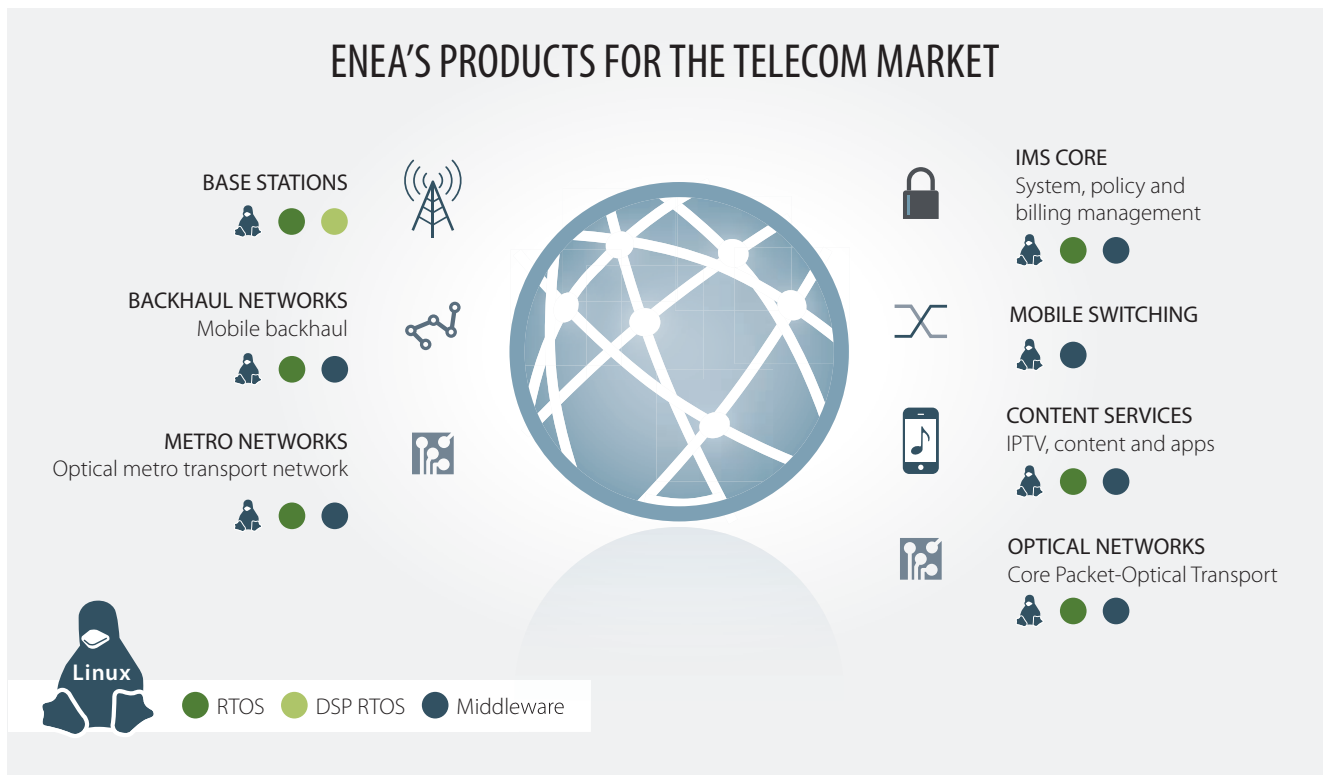 ENEA'S PRODUCTS FOR THE TELECOM MARKET
BASE STATIONS
BACKHAUL NETWORKS
Mobile backhaul
METRO NETWORKS
Optical metro transport network
IMS CORE
System, policy and
billing management
MOBILE SWITCHING
CONTENT SERVICES
IPTV, content and apps
OPTICAL NETWORKS
Core Packet-Optical Transport
Linux
RTOS DSP RTOS Middleware